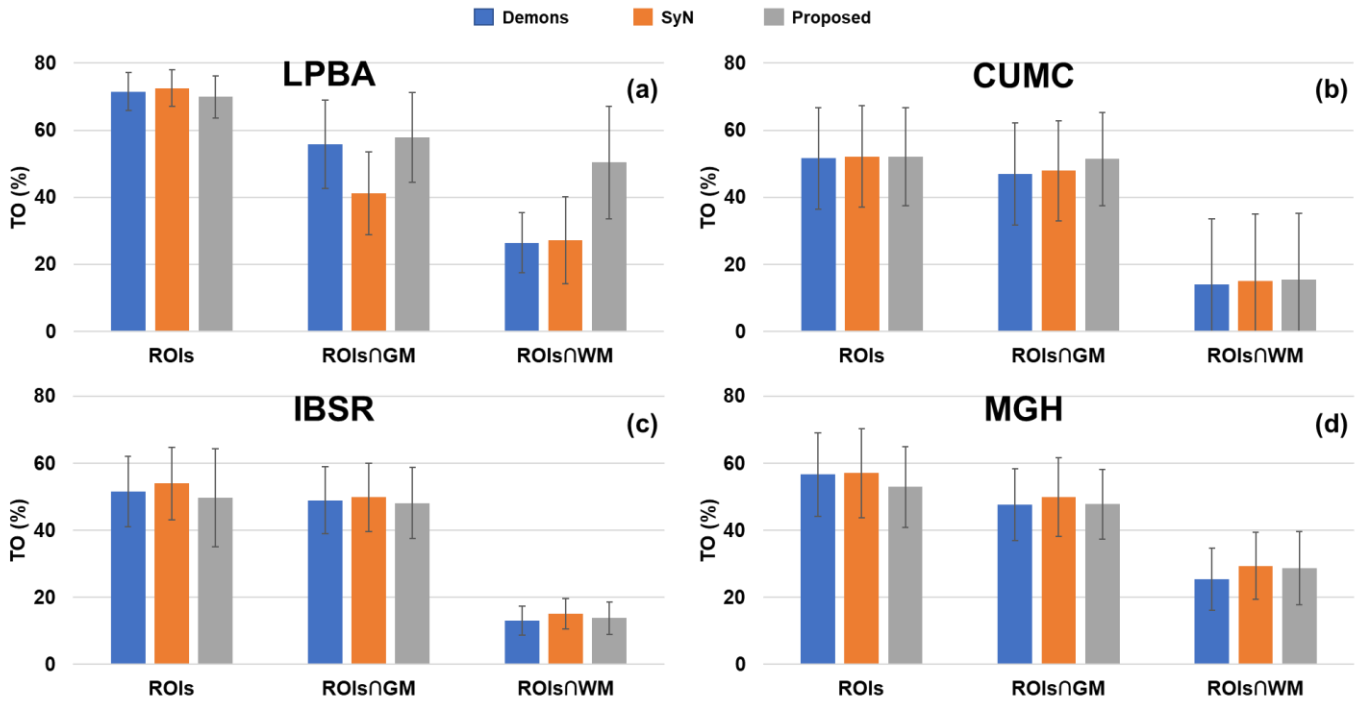 Demons SyN Proposed
LPBA
(a)
80
60
40
20
0
TO (%)
ROIs ROIs∩GM ROIs∩WM
CUMC
(b)
80
60
40
20
0
TO (%)
ROIs ROIs∩GM ROIs∩WM
IBSR
(c)
80
60
40
20
0
TO (%)
ROIs ROIs∩GM ROIs∩WM
MGH
(d)
80
60
40
20
0
TO (%)
ROIs ROIs∩GM ROIs∩WM